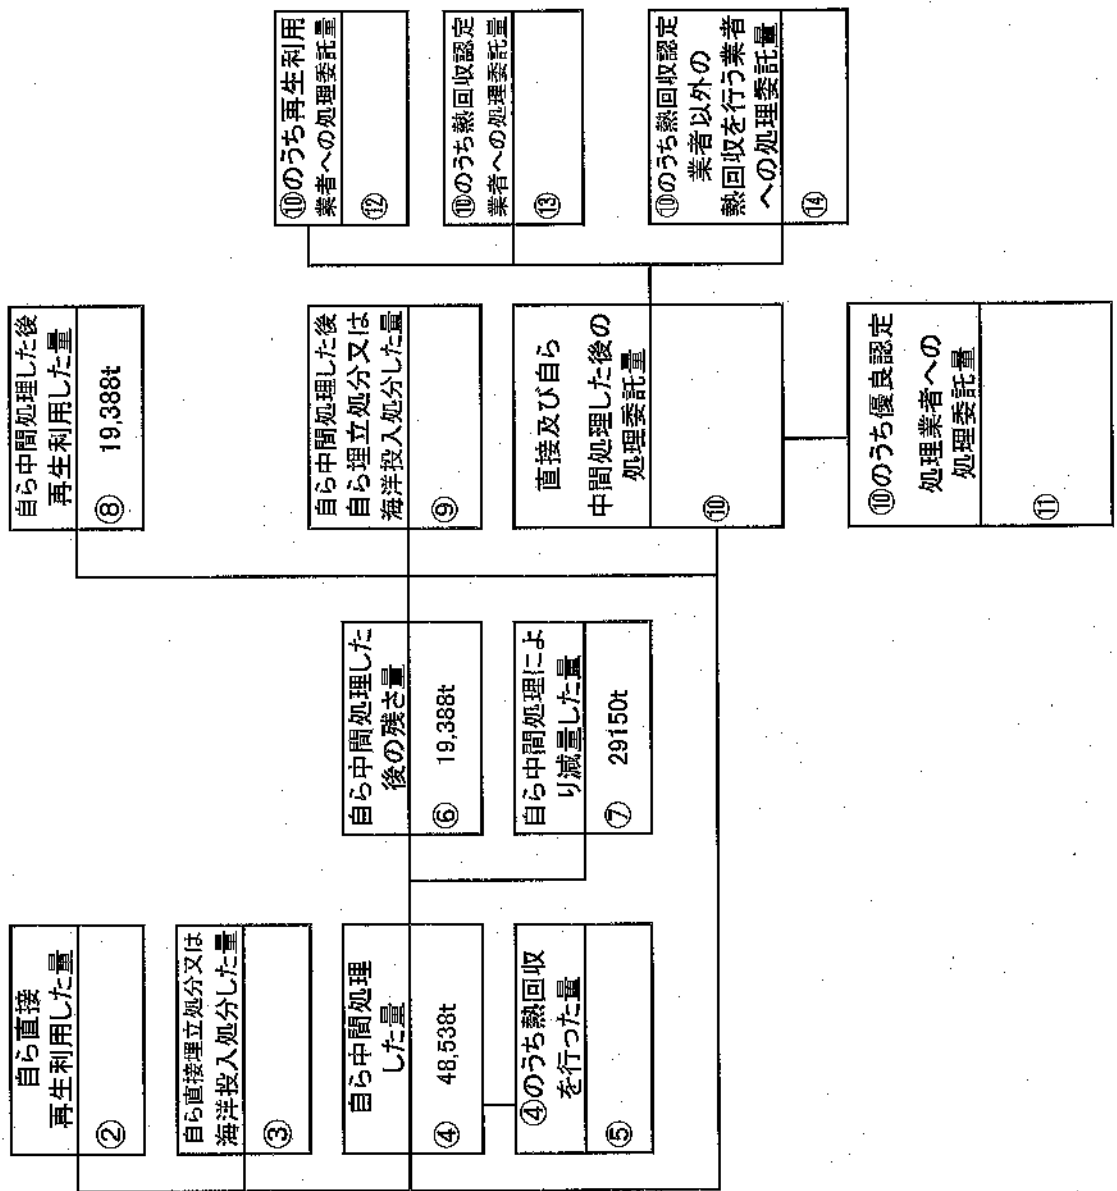 自ら直接
再生利用した量
②
自ら直接埋立処分又は
海洋投入処分した量
③
自ら中間処理
した量
④ 48,538t
④のうち熱回収
を行った量
⑤
自ら中間処理した
後の残さ量
⑥ 19,388t
自ら中間処理によ
り減量した量
⑦ 29150t
自ら中間処理した後
再生利用した量
⑧ 19,388t
自ら中間処理した後
自ら埋立処分又は
海洋投入処分した量
⑨
直接及び自ら
中間処理した後の
処理委託量
⑩
⑩のうち優良認定
処理業者への
処理委託量
⑪
⑩のうち再生利用
業者への処理委託量
⑫
⑩のうち熱回収認定
業者への処理委託量
⑬
⑩のうち熱回収認定
業者以外の
熱回収を行う業者
への処理委託量
⑭